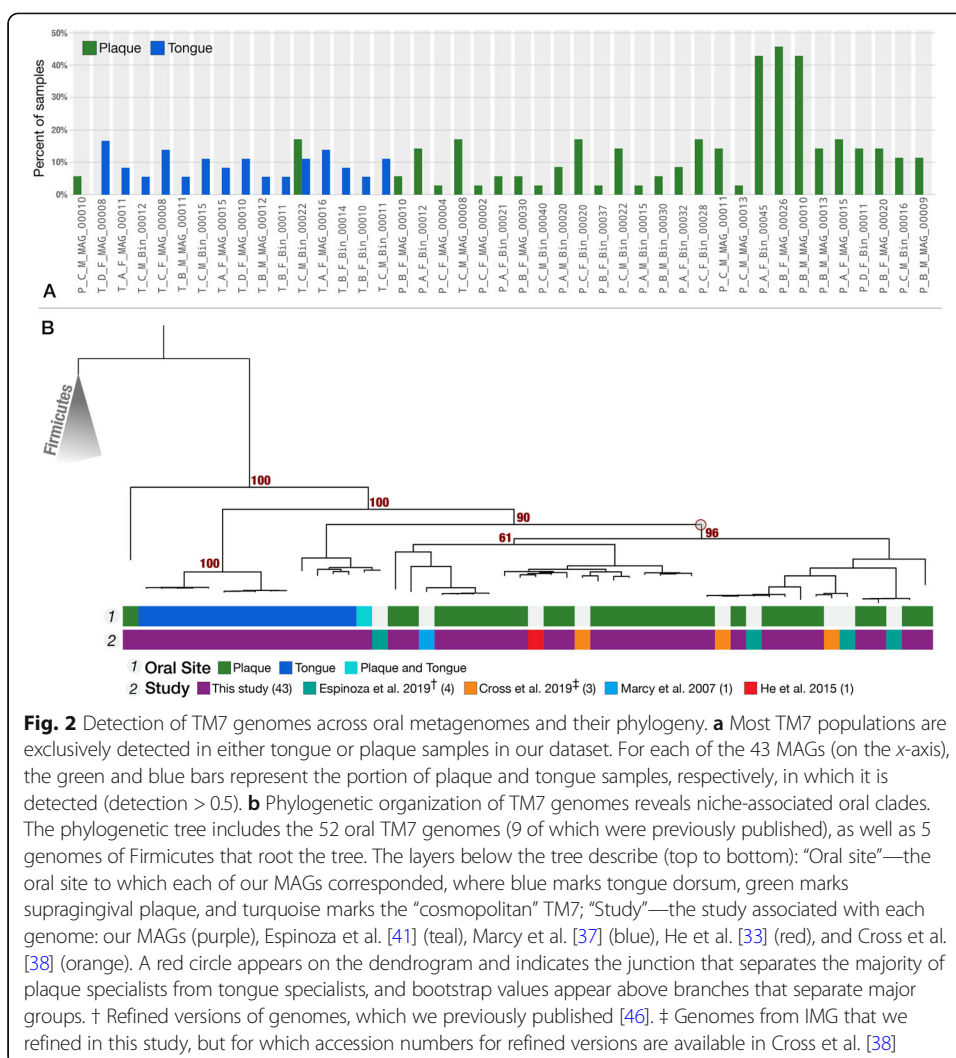 50%
40%
30%
20%
10%
0%
Percent of samples
Plaque Tongue
P_C_M_MAG_00010
T_D_F_MAG_00008
T_A_F_MAG_00011
T_C_M_Bin_00012
T_C_F_MAG_00008
T_B_M_MAG_00011
T_C_M_Bin_00015
T_A_F_MAG_00015
T_D_F_MAG_00010
T_B_M_MAG_00012
T_B_F_Bin_00011
T_C_M_Bin_00022
T_A_F_MAG_00016
T_B_F_Bin_00014
T_B_F_Bin_00010
T_C_M_Bin_00011
P_B_F_MAG_00010
P_A_F_Bin_00012
P_C_F_MAG_00004
T_C_M_MAG_00008
P_C_F_MAG_00002
P_A_F_Bin_00021
P_B_F_MAG_00030
P_C_M_Bin_00040
P_A_M_Bin_00020
P_C_F_Bin_00020
P_B_F_Bin_00037
P_C_M_Bin_00022
P_A_M_Bin_00015
P_B_M_Bin_00030
P_A_F_Bin_00032
P_C_F_Bin_00028
P_C_F_MAG_00011
P_C_M_MAG_00013
P_A_F_Bin_00045
P_B_F_MAG_00026
P_B_M_MAG_00010
P_B_M_MAG_00013
P_A_F_MAG_00015
P_D_F_MAG_00011
P_B_F_MAG_00020
P_C_M_Bin_00016
P_B_M_MAG_00009
A
B
Firmicutes
100
100
90
96
61
100
1
2
1 Oral Site Plaque Tongue Plaque and Tongue
2 Study This study (43) Espinoza et al. 2019† (4) Cross et al. 2019‡ (3) Marcy et al. 2007 (1) He et al. 2015 (1)
Fig. 2 Detection of TM7 genomes across oral metagenomes and their phylogeny. a Most TM7 populations are
exclusively detected in either tongue or plaque samples in our dataset. For each of the 43 MAGs (on the x-axis),
the green and blue bars represent the portion of plaque and tongue samples, respectively, in which it is
detected (detection > 0.5). b Phylogenetic organization of TM7 genomes reveals niche-associated oral clades.
The phylogenetic tree includes the 52 oral TM7 genomes (9 of which were previously published), as well as 5
genomes of Firmicutes that root the tree. The layers below the tree describe (top to bottom): “Oral site”—the
oral site to which each of our MAGs corresponded, where blue marks tongue dorsum, green marks
supragingival plaque, and turquoise marks the “cosmopolitan” TM7; “Study”—the study associated with each
genome: our MAGs (purple), Espinoza et al. [41] (teal), Marcy et al. [37] (blue), He et al. [33] (red), and Cross et al.
[38] (orange). A red circle appears on the dendrogram and indicates the junction that separates the majority of
plaque specialists from tongue specialists, and bootstrap values appear above branches that separate major
groups. † Refined versions of genomes, which we previously published [46]. ‡ Genomes from IMG that we
refined in this study, but for which accession numbers for refined versions are available in Cross et al. [38]